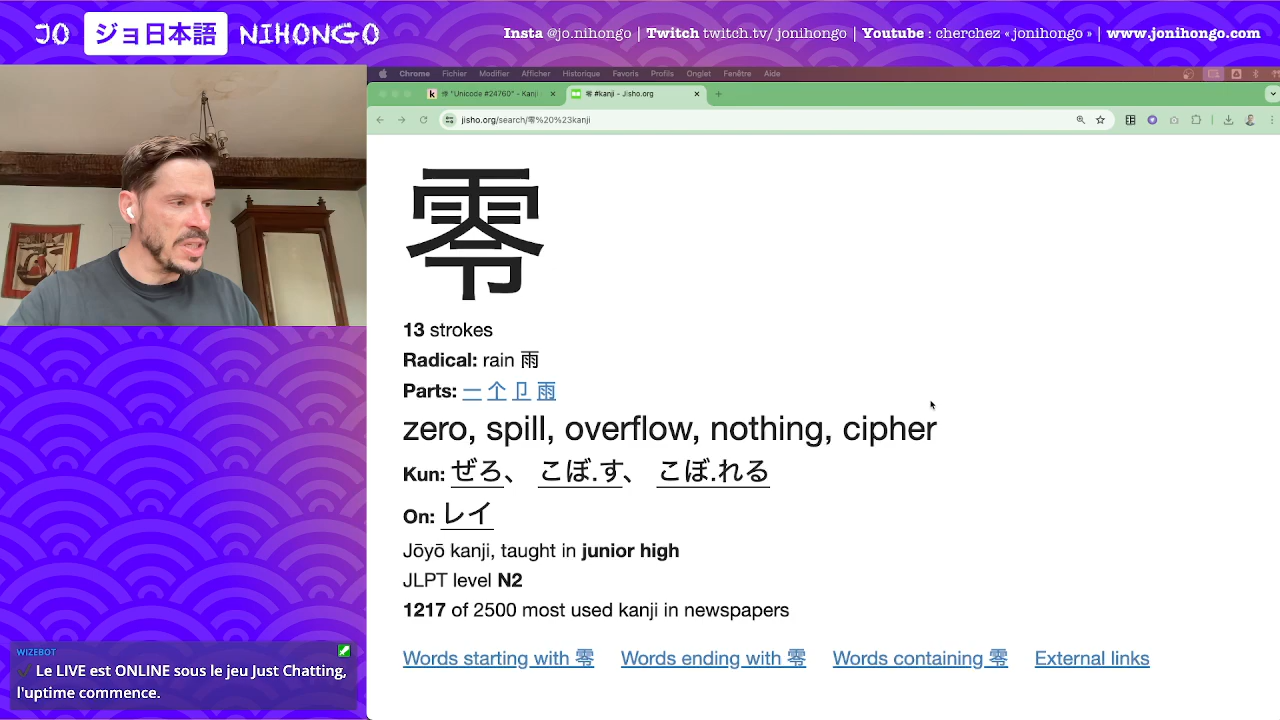 JO ジョ日本語 NIHONGO
Insta @jo.nihongo | Twitch twitch.tv/ jonihongo | Youtube : cherchez « jonihongo » | www.jonihongo.com
Chrome Fichier Modifier Afficher Historique Favoris Profils Onglet Fenêtre Aide
"Unicode #24760" - Kanji
零 #kanji - Jisho.org
jisho.org/search/零%20%23kanji
零
13 strokes
Radical: rain 雨
Parts: 一 个 卩 雨
zero, spill, overflow, nothing, cipher
Kun: ぜろ、 こぼ.す、 こぼ.れる
On: レイ
Jōyō kanji, taught in junior high
JLPT level N2
1217 of 2500 most used kanji in newspapers
Words starting with 零 Words ending with 零 Words containing 零 External links
WIZEBOT
Le LIVE est ONLINE sous le jeu Just Chatting,
l'uptime commence.